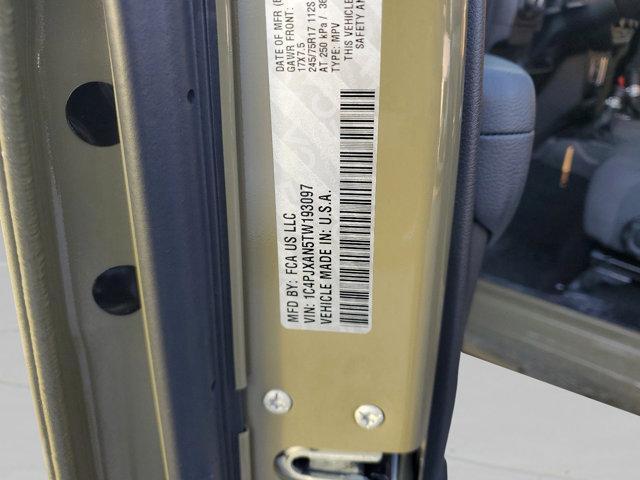 DATE OF MFR
GAWR FRONT:
17X7.5
245/75R17 112S
AT 250 kPa /
TYPE: MPV
THIS VEHICLE
SAFETY AN
MFD BY: FCA US LLC
VIN: 1C4PJXAN5TW193097
VEHICLE MADE IN: U.S.A.